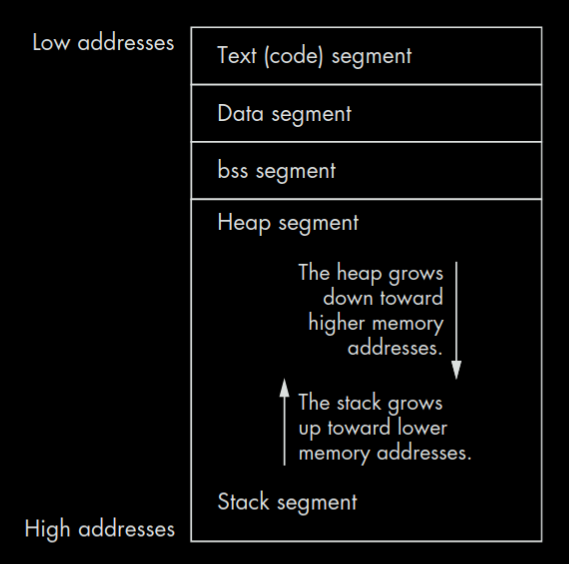 Low addresses
Text (code) segment
Data segment
bss segment
Heap segment
The heap grows
down toward
higher memory
addresses.
The stack grows
up toward lower
memory addresses.
Stack segment
High addresses